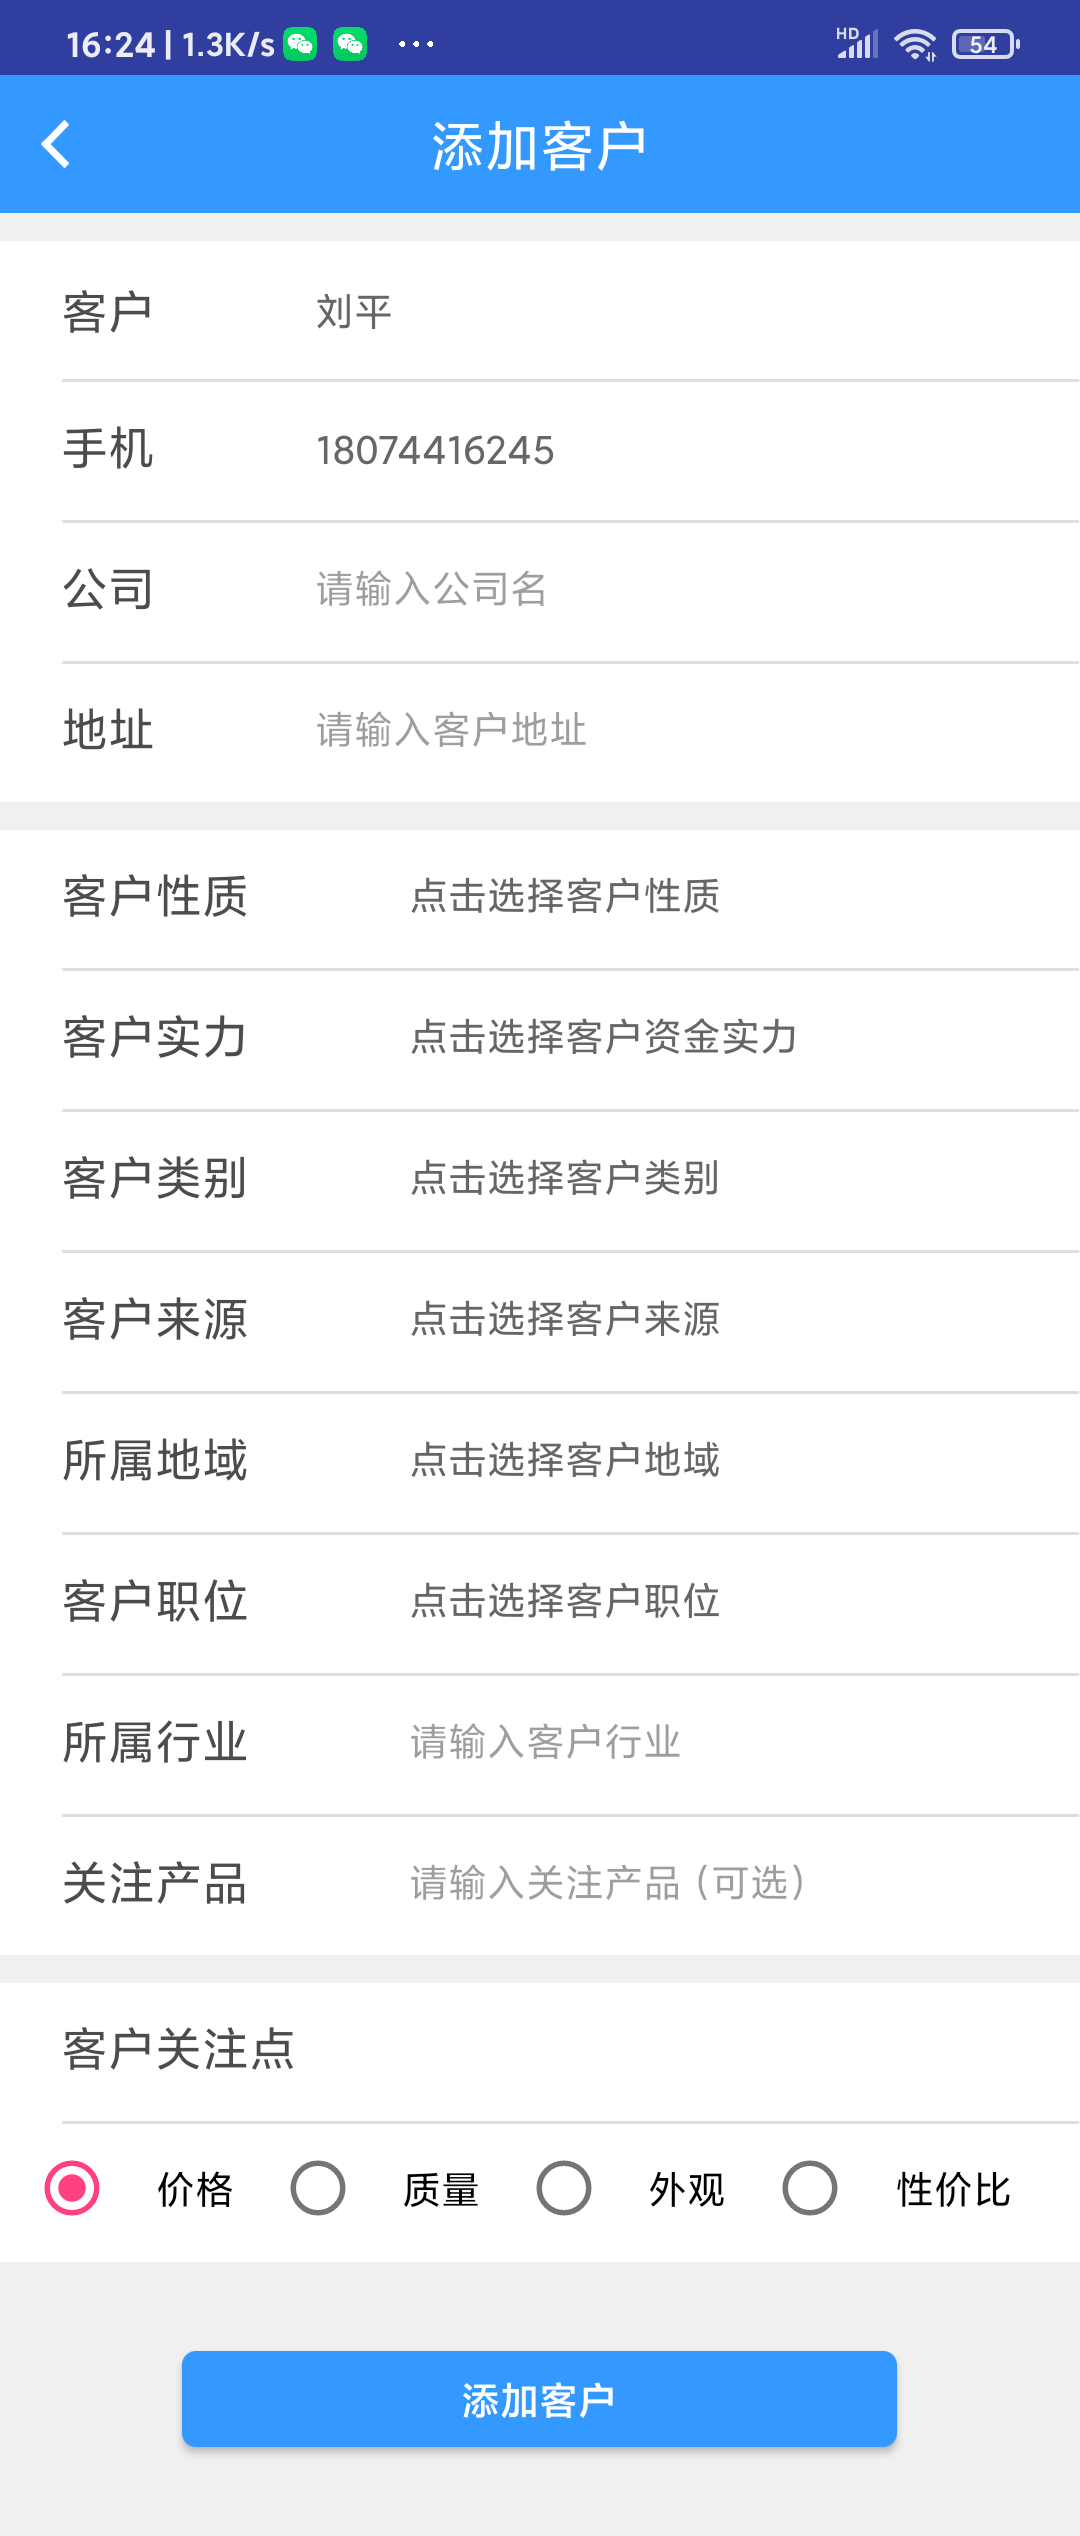 16:24 | 1.3K/s ··· HD 54
添加客户
客户 刘平
手机 18074416245
公司 请输入公司名
地址 请输入客户地址
客户性质 点击选择客户性质
客户实力 点击选择客户资金实力
客户类别 点击选择客户类别
客户来源 点击选择客户来源
所属地域 点击选择客户地域
客户职位 点击选择客户职位
所属行业 请输入客户行业
关注产品 请输入关注产品（可选）
客户关注点
价格 质量 外观 性价比
添加客户